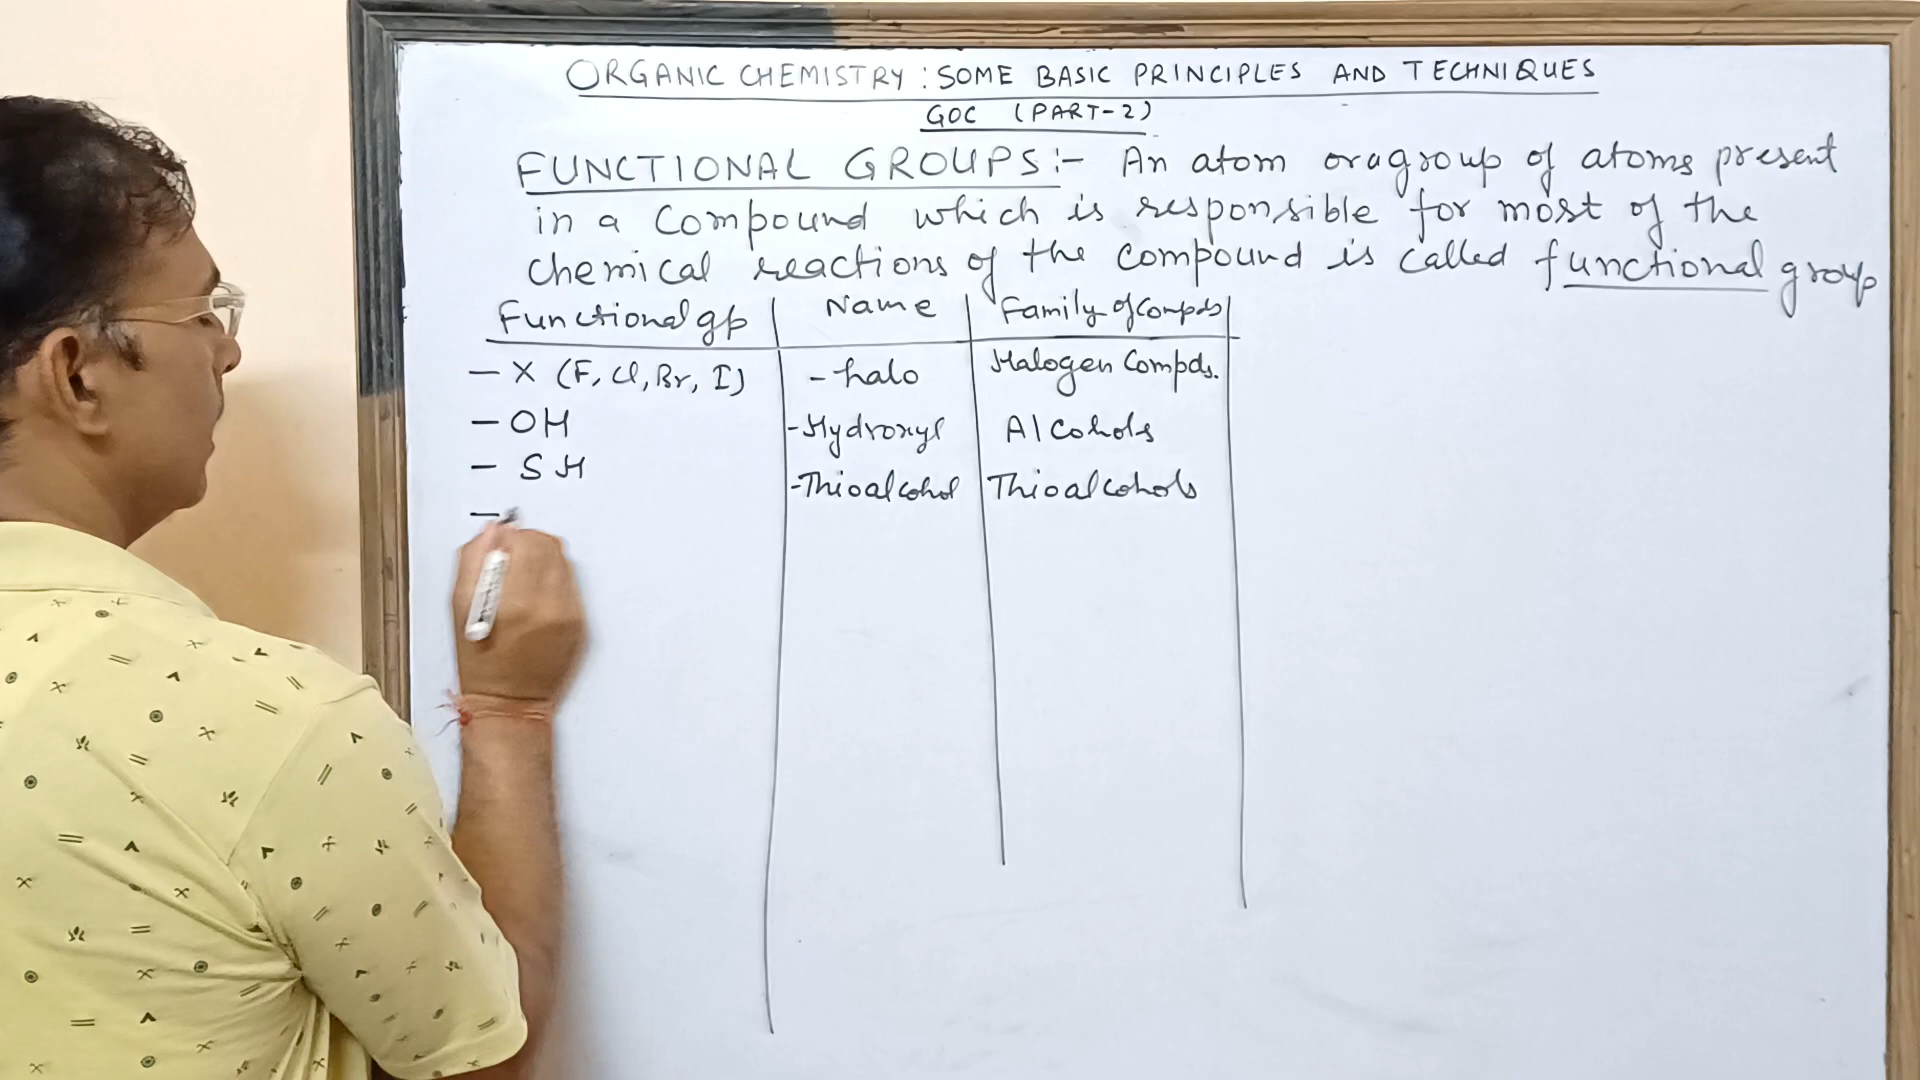 ORGANIC CHEMISTRY : SOME BASIC PRINCIPLES AND TECHNIQUES
GOC (PART-2)
FUNCTIONAL GROUPS :- An atom or a group of atoms present
in a compound which is responsible for most of the
chemical reactions of the compound is called functional group
Functional gp Name Family of compds
- X (F, Cl, Br, I) - halo Halogen Compds.
- OH - Hydroxyl Alcohols
- SH - Thioalcohol Thioalcohols
-